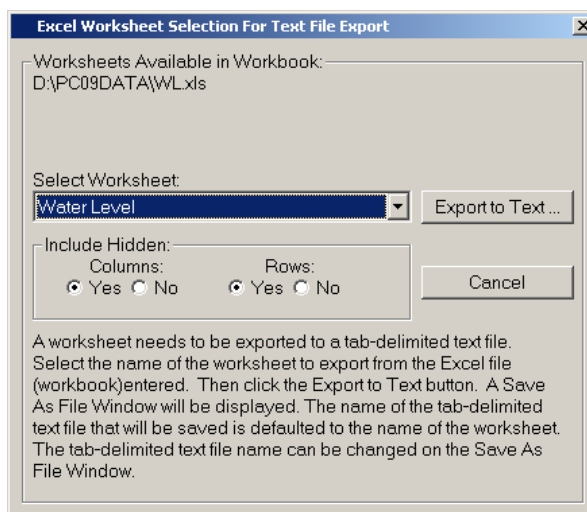 Excel Worksheet Selection For Text File Export
Worksheets Available in Workbook:
D:\PC09DATA\WL.xls
Select Worksheet:
Water Level
Export to Text ...
Include Hidden:
Columns: Rows:
Yes No Yes No
Cancel
A worksheet needs to be exported to a tab-delimited text file.
Select the name of the worksheet to export from the Excel file
(workbook)entered. Then click the Export to Text button. A Save
As File Window will be displayed. The name of the tab-delimited
text file that will be saved is defaulted to the name of the worksheet.
The tab-delimited text file name can be changed on the Save As
File Window.